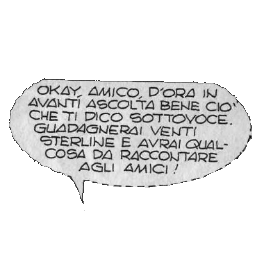 OKAY, AMICO, D'ORA IN
AVANTI ASCOLTA BENE CIO'
CHE TI DICO SOTTOVOCE.
GUADAGNERAI VENTI
STERLINE E AVRAI QUAL-
COSA DA RACCONTARE
AGLI AMICI!